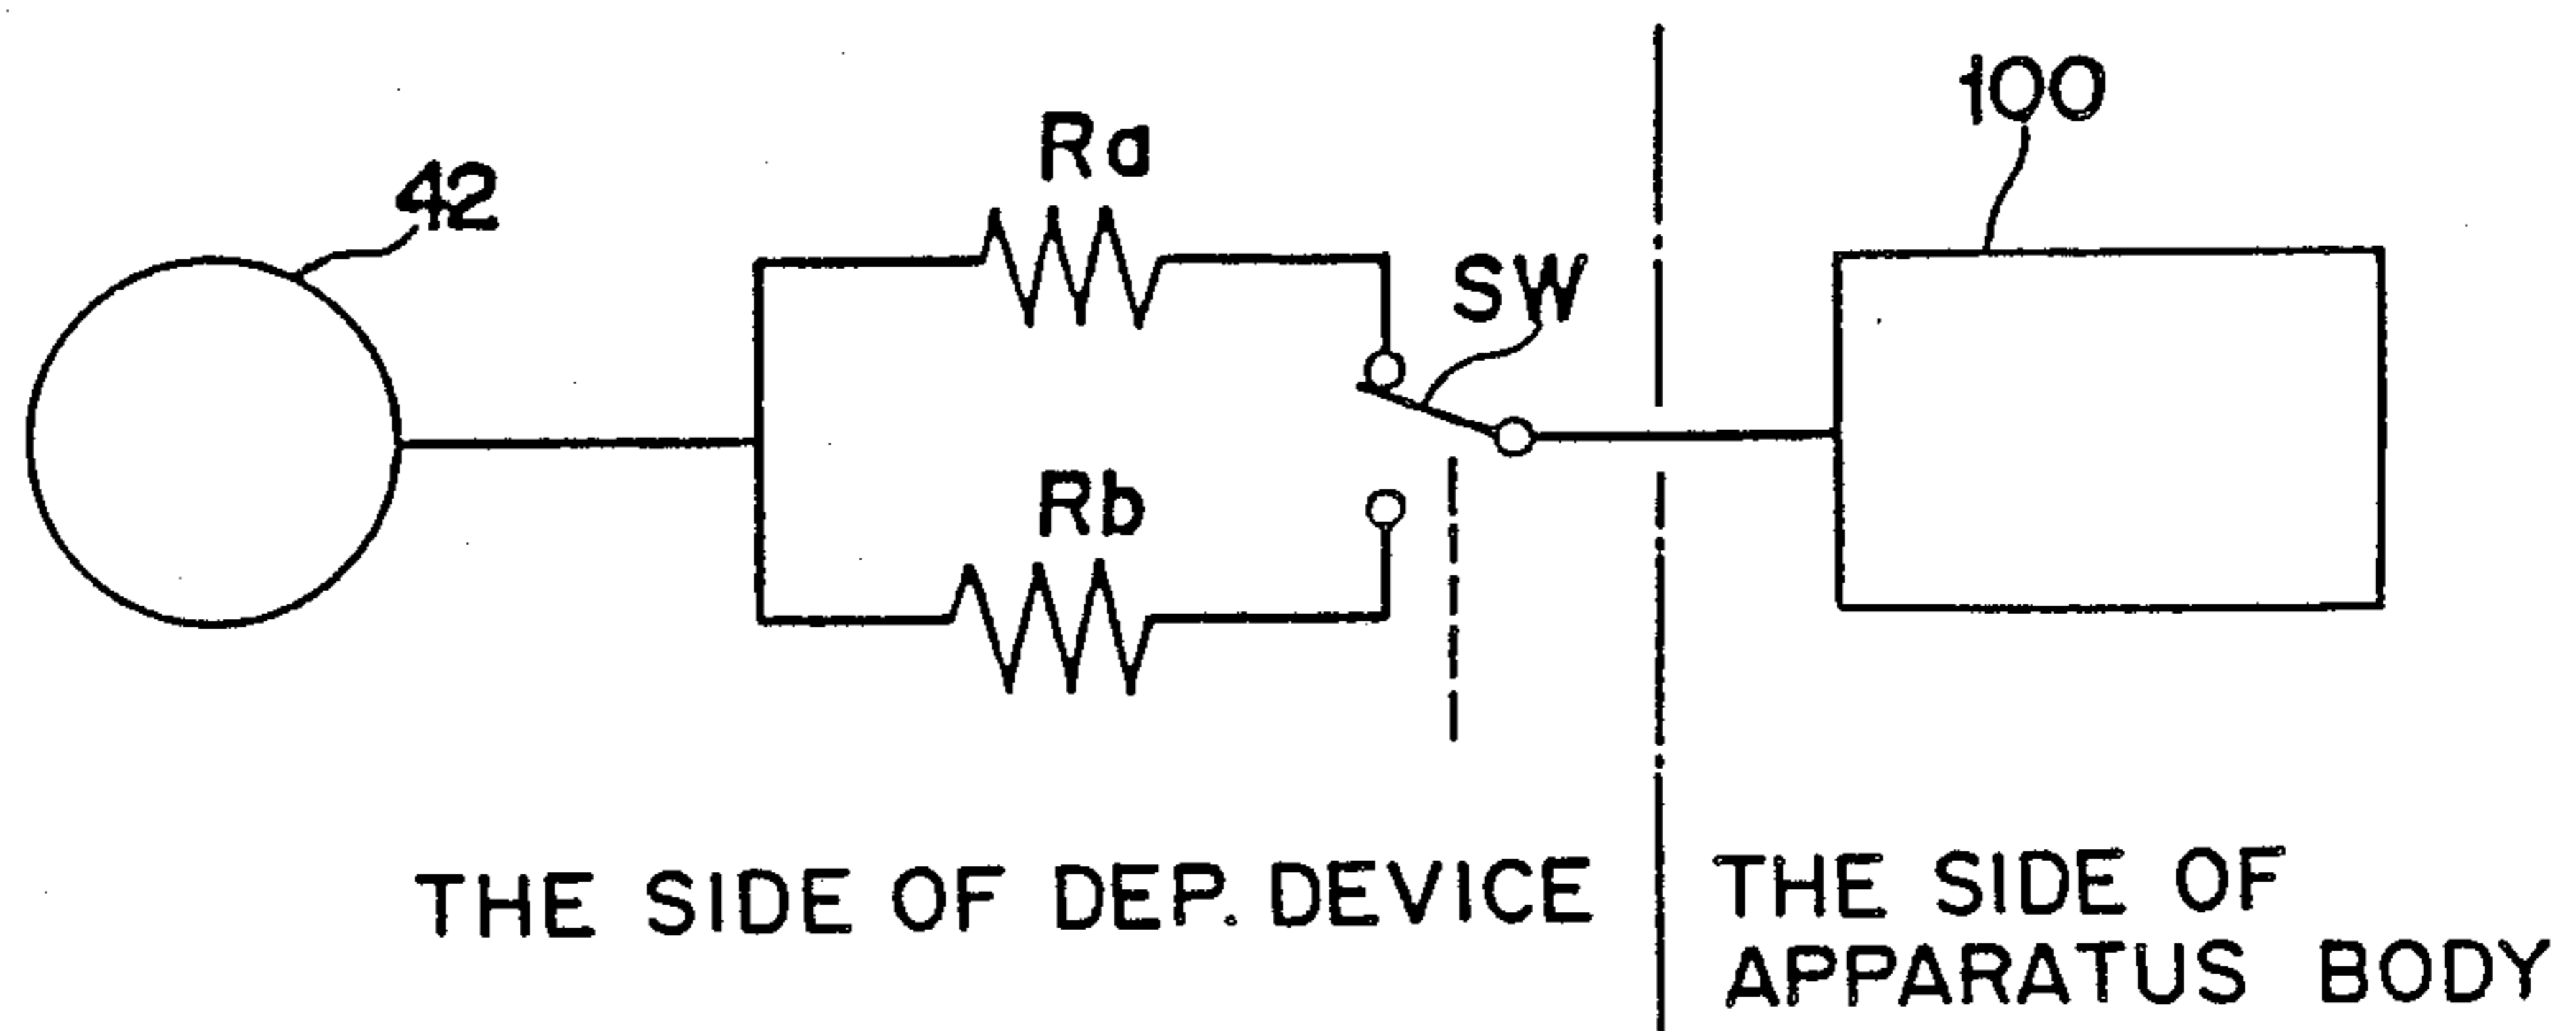 100
Ra
42
SW
Rb
THE SIDE OF DEP. DEVICE
THE SIDE OF
APPARATUS BODY